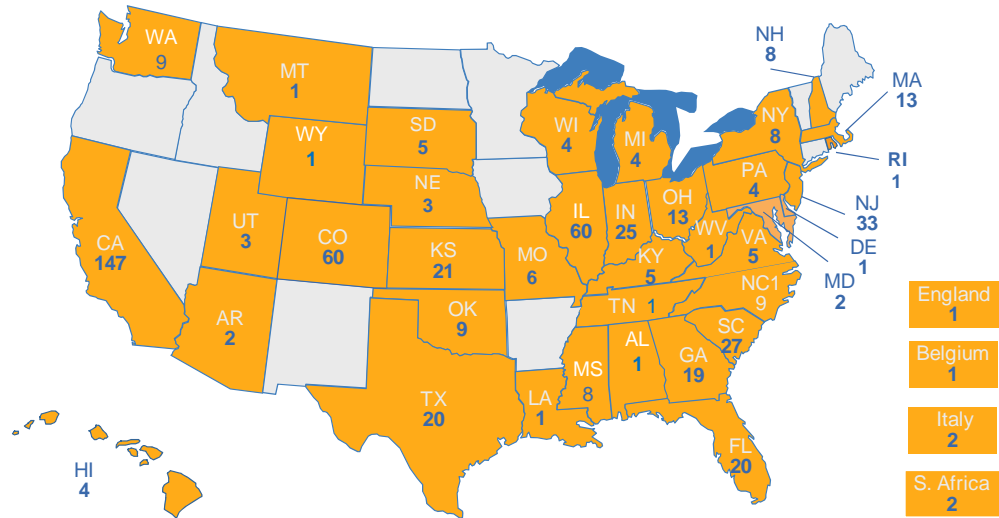 WA
9
MT
1
WY
1
SD
5
NE
3
CA
147
UT
3
CO
60
KS
21
AR
2
OK
9
TX
20
WI
4
MI
4
IL
60
IN
25
OH
13
MO
6
KY
5
WV
1
VA
5
TN 1
NC1
9
SC
27
MS
8
AL
1
GA
19
LA
1
FL
20
PA
4
NY
8
NH
8
MA
13
RI
1
NJ
33
DE
1
MD
2
HI
4
England
1
Belgium
1
Italy
2
S. Africa
2